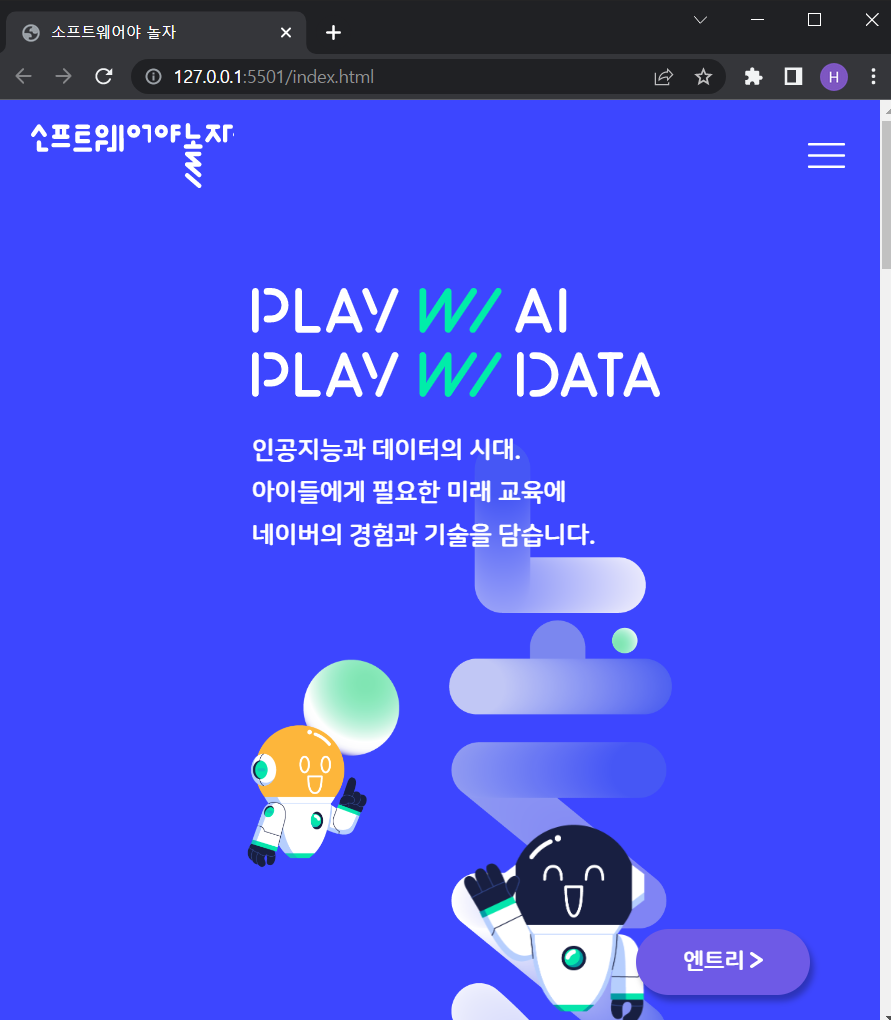 소프트웨어야 놀자
127.0.0.1:5501/index.html
H
소프트웨어야놀자
PLAY W/ AI
PLAY W/ DATA
인공지능과 데이터의 시대.
아이들에게 필요한 미래 교육에
네이버의 경험과 기술을 담습니다.
엔트리 >